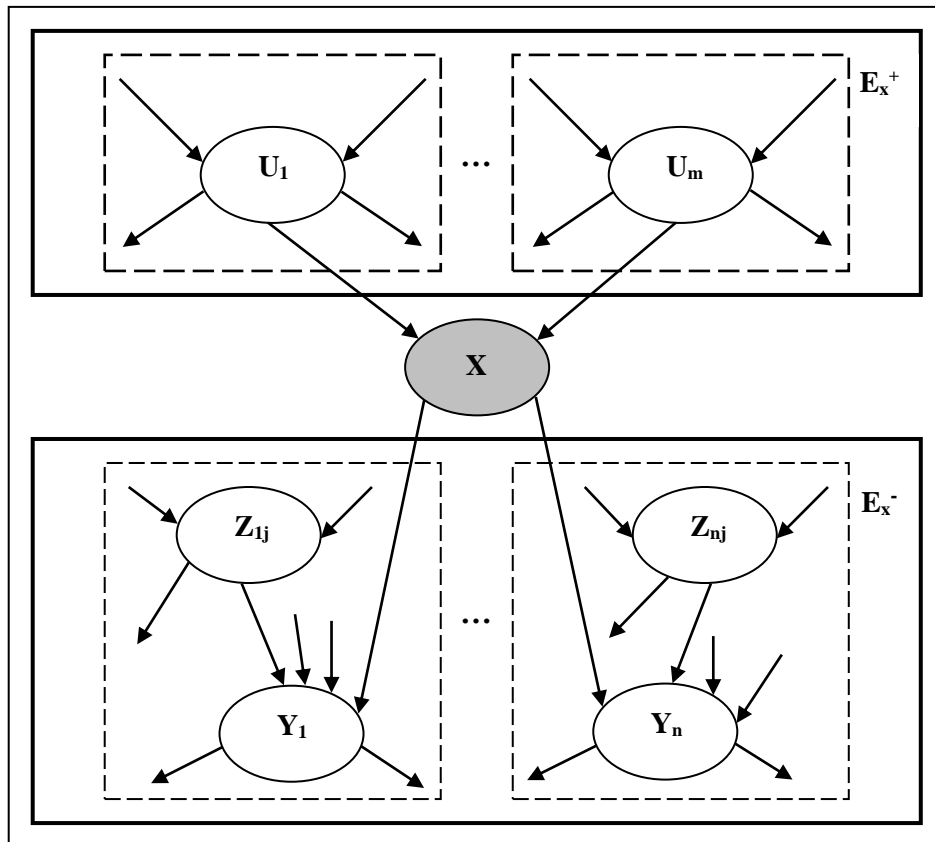 Eₓ⁺
U₁ ... Uₘ
X
Eₓ⁻
Z₁ⱼ Zₙⱼ
...
Y₁ Yₙ